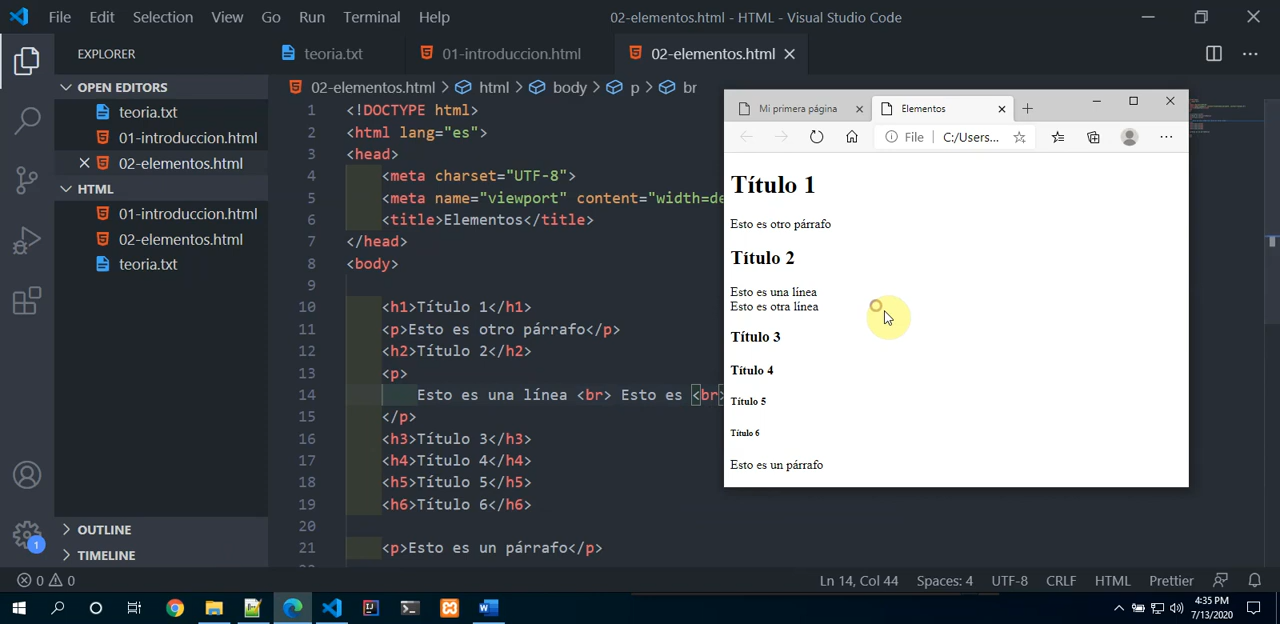 File Edit Selection View Go Run Terminal Help 02-elementos.html - HTML - Visual Studio Code
EXPLORER
teoria.txt 01-introduccion.html 02-elementos.html
OPEN EDITORS
teoria.txt
01-introduccion.html
02-elementos.html
HTML
01-introduccion.html
02-elementos.html
teoria.txt
OUTLINE
TIMELINE
1
02-elementos.html > html > body > p > br
1 <!DOCTYPE html>
2 <html lang="es">
3 <head>
4 <meta charset="UTF-8">
5 <meta name="viewport" content="width=de
6 <title>Elementos</title>
7 </head>
8 <body>
9
10 <h1>Título 1</h1>
11 <p>Esto es otro párrafo</p>
12 <h2>Título 2</h2>
13 <p>
14 Esto es una línea <br> Esto es <br>
15 </p>
16 <h3>Título 3</h3>
17 <h4>Título 4</h4>
18 <h5>Título 5</h5>
19 <h6>Título 6</h6>
20
21 <p>Esto es un párrafo</p>
Mi primera página Elementos
File C:/Users...
Título 1
Esto es otro párrafo
Título 2
Esto es una línea
Esto es otra línea
Título 3
Título 4
Título 5
Título 6
Esto es un párrafo
0 0 Ln 14, Col 44 Spaces: 4 UTF-8 CRLF HTML Prettier
4:35 PM
7/13/2020